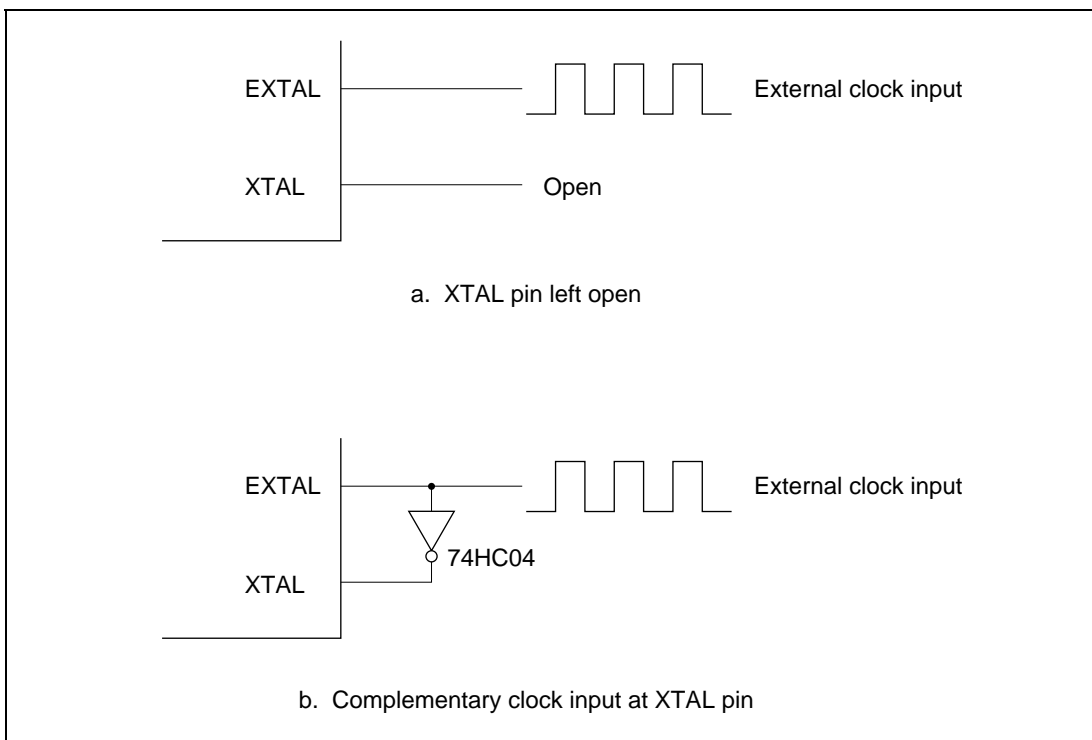 EXTAL
External clock input
XTAL
Open
a. XTAL pin left open
EXTAL
External clock input
74HC04
XTAL
b. Complementary clock input at XTAL pin